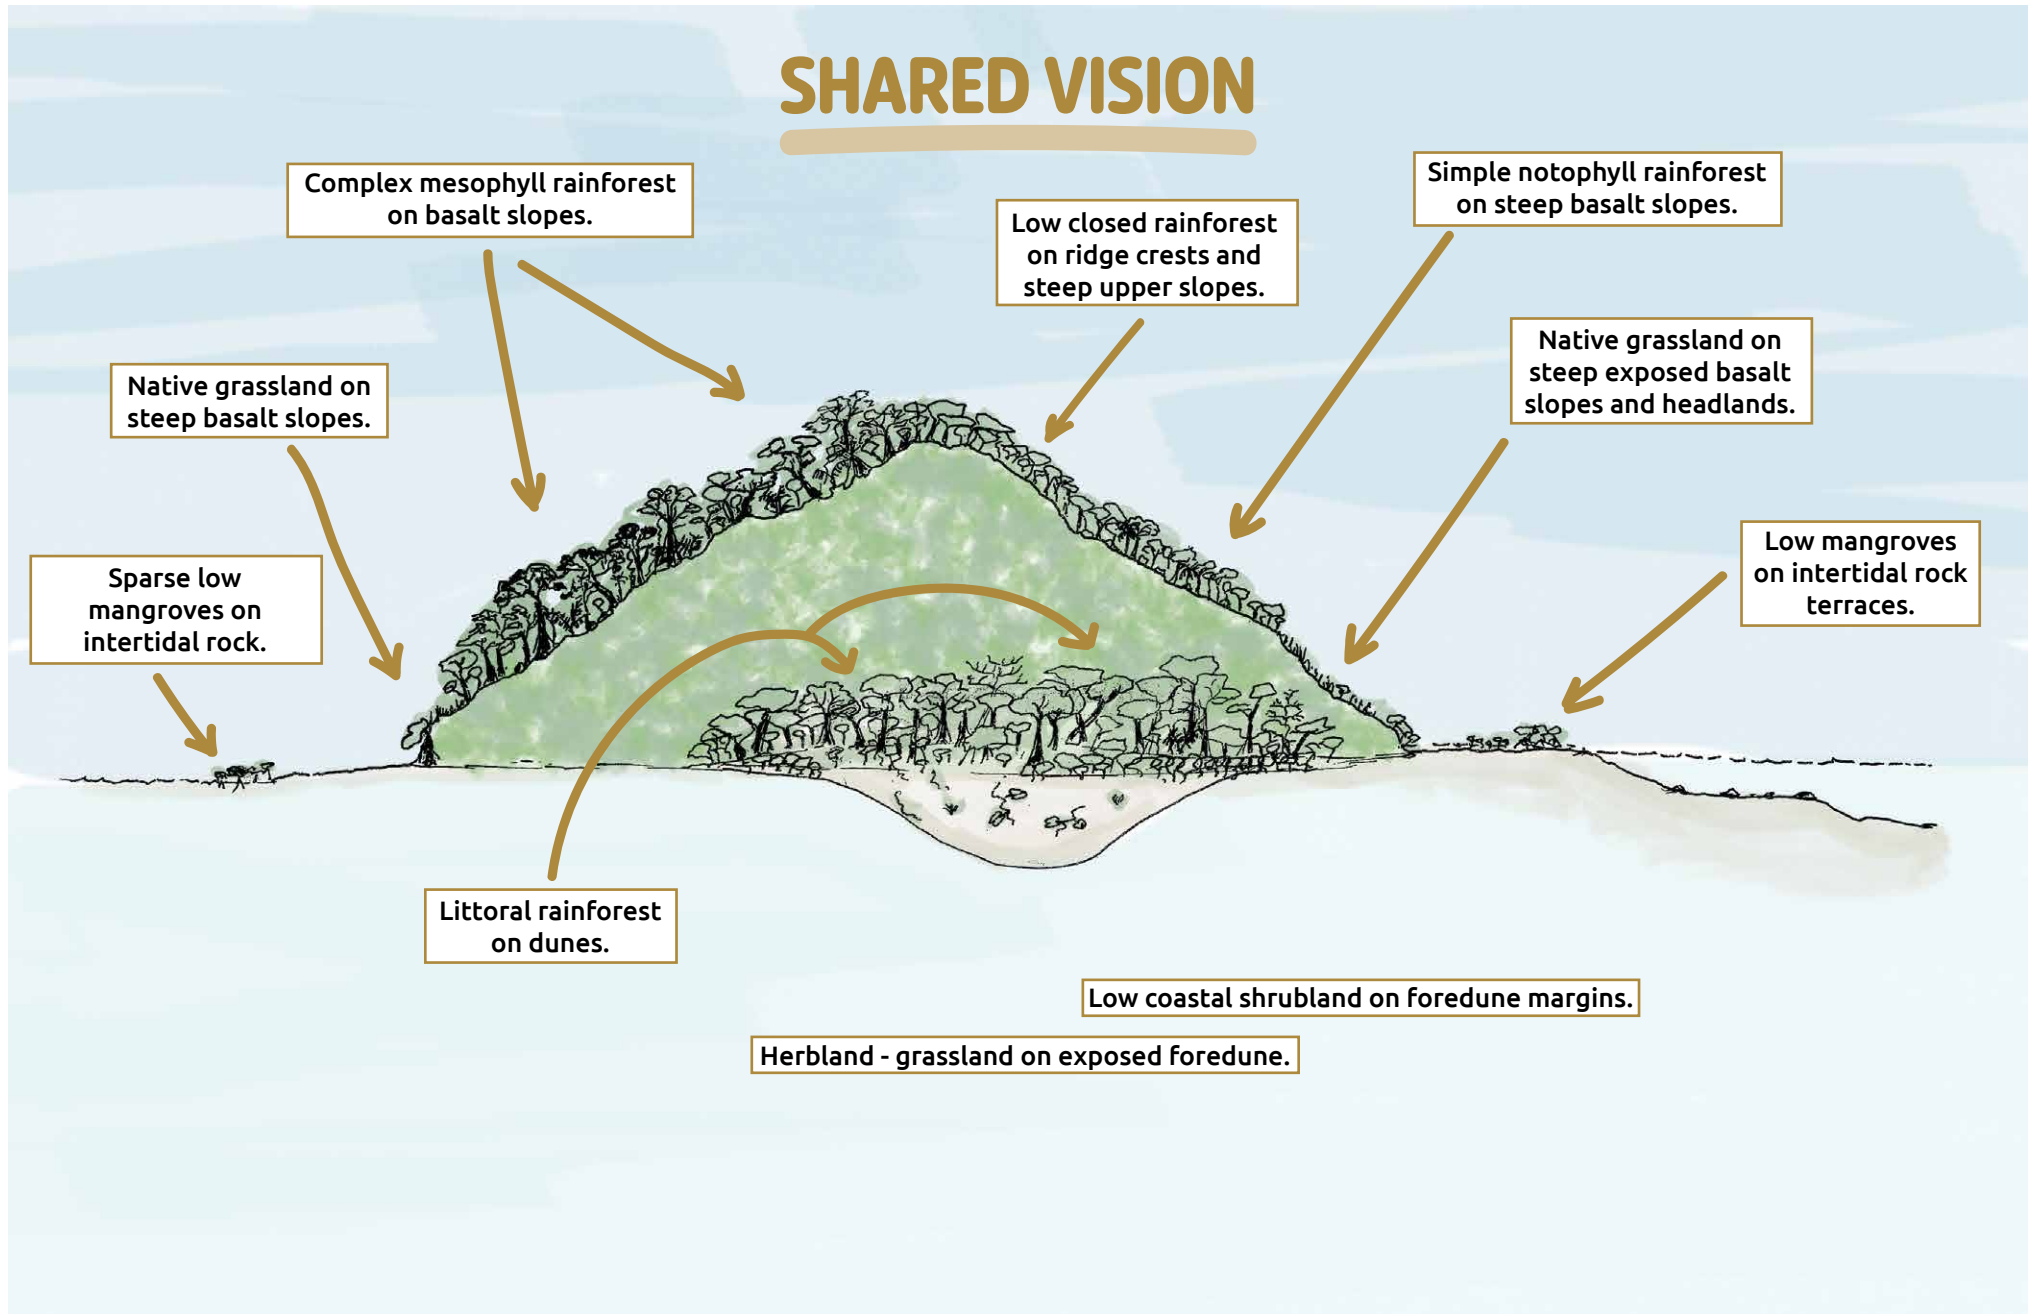 SHARED VISION
Complex mesophyll rainforest
on basalt slopes.
Simple notophyll rainforest
on steep basalt slopes.
Low closed rainforest
on ridge crests and
steep upper slopes.
Native grassland on
steep exposed basalt
slopes and headlands.
Native grassland on
steep basalt slopes.
Low mangroves
on intertidal rock
terraces.
Sparse low
mangroves on
intertidal rock.
Littoral rainforest
on dunes.
Low coastal shrubland on foredune margins.
Herbland - grassland on exposed foredune.